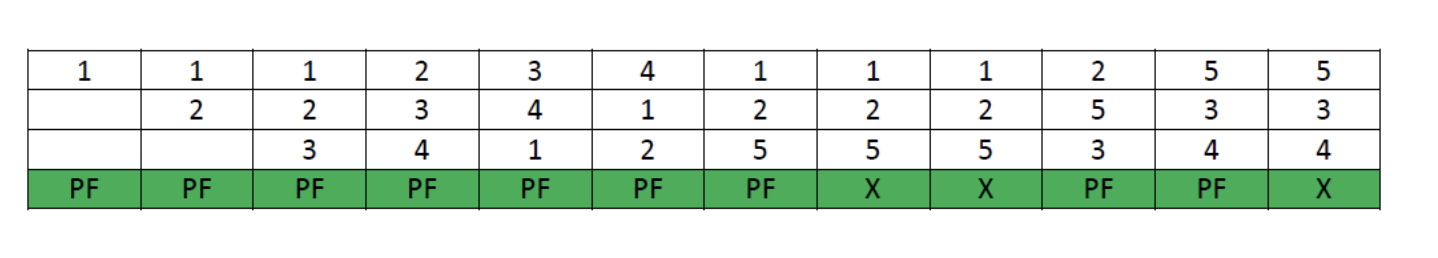 1 1 1 2 3 4 1 1 1 2 5 5
2 2 3 4 1 2 2 2 5 3 3
3 4 1 2 5 5 5 3 4 4
PF PF PF PF PF PF PF X X PF PF X